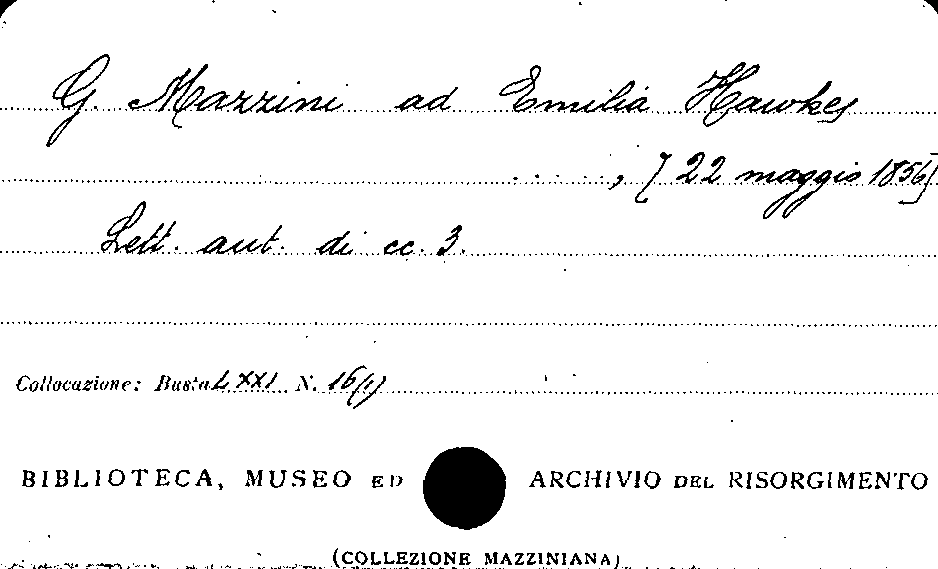 G. Mazzini ad Emilia Hawkes
....., [22 maggio 1856]
Lett. aut. di cc. 3.
Collocazione: Busta LXXI N. 16(1)
BIBLIOTECA, MUSEO ED ARCHIVIO DEL RISORGIMENTO
(COLLEZIONE MAZZINIANA)